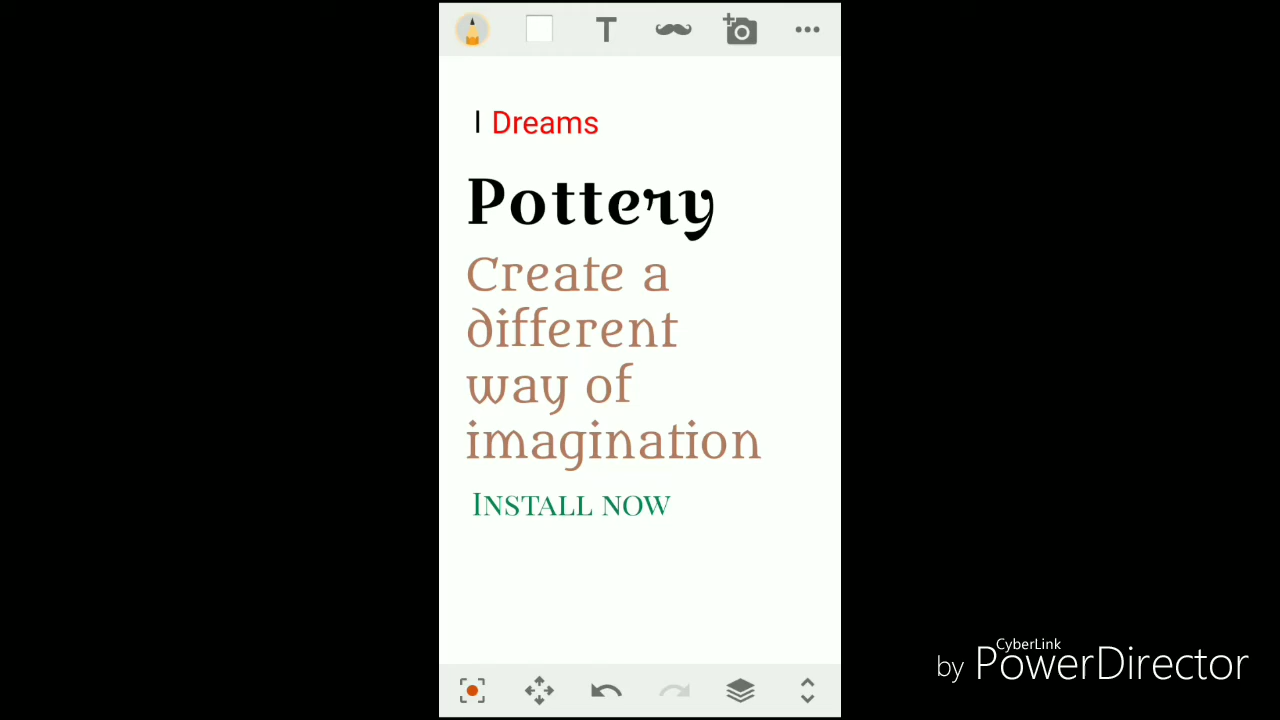 T
I Dreams
Pottery
Create a
different
way of
imagination
Install now
CyberLink
by PowerDirector